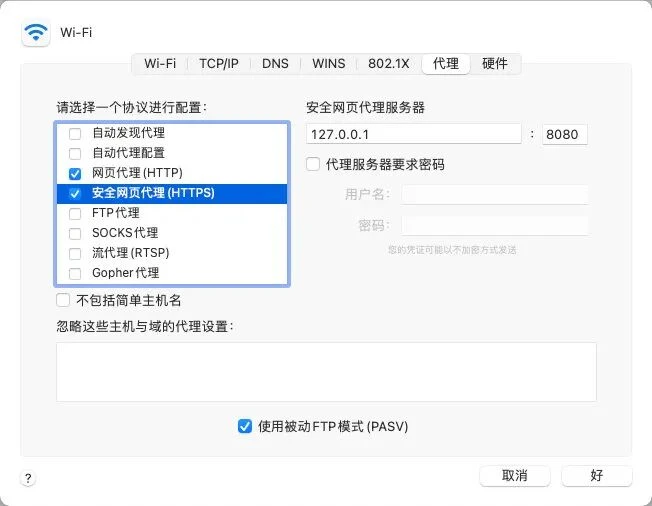 Wi-Fi
Wi-Fi TCP/IP DNS WINS 802.1X 代理 硬件
请选择一个协议进行配置：
自动发现代理
自动代理配置
网页代理(HTTP)
安全网页代理(HTTPS)
FTP代理
SOCKS代理
流代理(RTSP)
Gopher代理
不包括简单主机名
安全网页代理服务器
127.0.0.1 : 8080
代理服务器要求密码
用户名：
密码：
您的凭证可能以不加密方式发送
忽略这些主机与域的代理设置：
使用被动FTP模式(PASV)
? 取消 好